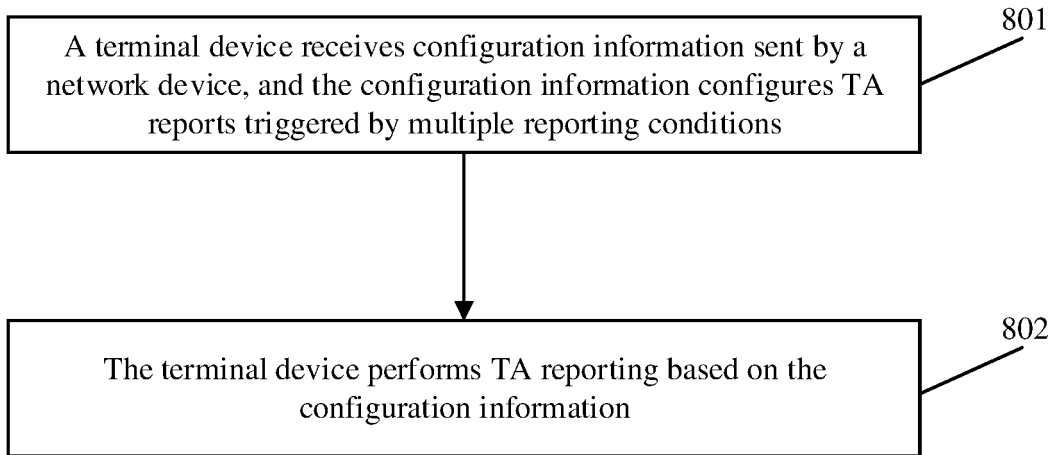 801
A terminal device receives configuration information sent by a
network device, and the configuration information configures TA
reports triggered by multiple reporting conditions
802
The terminal device performs TA reporting based on the
configuration information